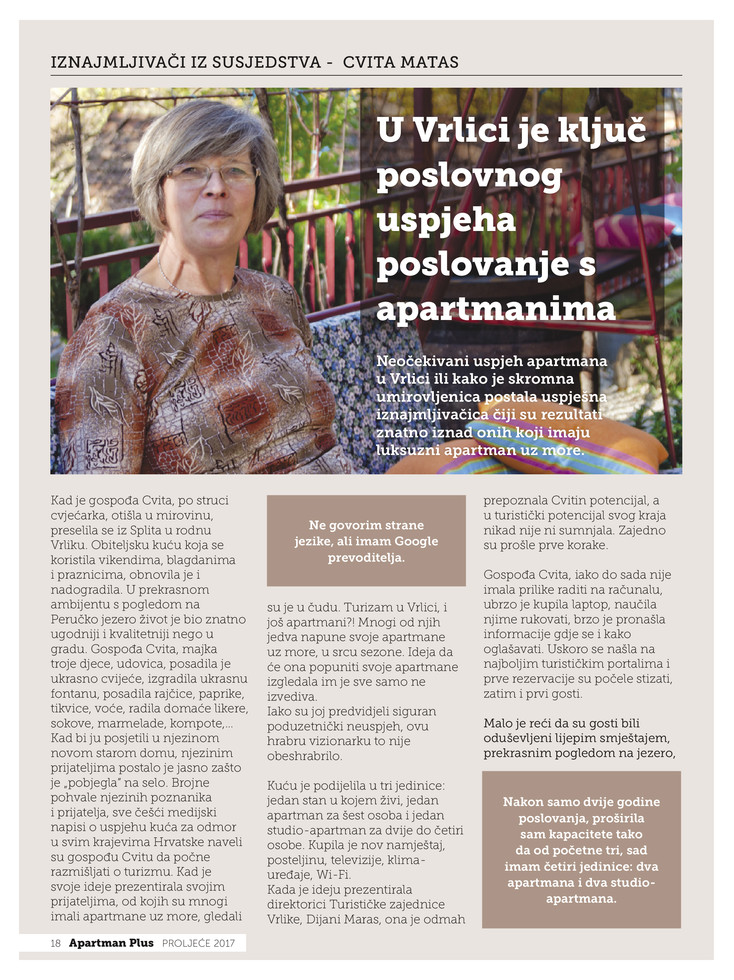 IZNAJMLJIVAČI IZ SUSJEDSTVA - CVITA MATAS
U Vrlici je ključ
poslovnog
uspjeha
poslovanje s
apartmanima
Neočekivani uspjeh apartmana
u Vrlici ili kako je skromna
umirovljenica postala uspješna
iznajmljivačica čiji su rezultati
znatno iznad onih koji imaju
luksuzni apartman uz more.
Kad je gospođa Cvita, po struci
cvjećarka, otišla u mirovinu,
preselila se iz Splita u rodnu
Vrliku. Obiteljsku kuću koja se
koristila vikendima, blagdanima
i praznicima, obnovila je i
nadogradila. U prekrasnom
ambijentu s pogledom na
Peručko jezero život je bio znatno
ugodniji i kvalitetniji nego u
gradu. Gospođa Cvita, majka
troje djece, udovica, posadila je
ukrasno cvijeće, izgradila ukrasnu
fontanu, posadila rajčice, paprike,
tikvice, voće, radila domaće likere,
sokove, marmelade, kompote,...
Kad bi ju posjetili u njezinom
novom starom domu, njezinim
prijateljima postalo je jasno zašto
je „pobjegla“ na selo. Brojne
pohvale njezinih poznanika
i prijatelja, sve češći medijski
napisi o uspjehu kuća za odmor
u svim krajevima Hrvatske naveli
su gospođu Cvitu da počne
razmišljati o turizmu. Kad je
svoje ideje prezentirala svojim
prijateljima, od kojih su mnogi
imali apartmane uz more, gledali
Ne govorim strane
jezike, ali imam Google
prevoditelja.
su je u čudu. Turizam u Vrlici, i
još apartmani?! Mnogi od njih
jedva napune svoje apartmane
uz more, u srcu sezone. Ideja da
će ona popuniti svoje apartmane
izgledala im je sve samo ne
izvediva.
Iako su joj predvidjeli siguran
poduzetnički neuspjeh, ovu
hrabru vizionarku to nije
obeshrabrilo.
Kuću je podijelila u tri jedinice:
jedan stan u kojem živi, jedan
apartman za šest osoba i jedan
studio-apartman za dvije do četiri
osobe. Kupila je nov namještaj,
posteljinu, televizije, klima-
uređaje, Wi-Fi.
Kada je ideju prezentirala
direktorici Turističke zajednice
Vrlike, Dijani Maras, ona je odmah
prepoznala Cvitin potencijal, a
u turistički potencijal svog kraja
nikad nije ni sumnjala. Zajedno
su prošle prve korake.
Gospođa Cvita, iako do sada nije
imala prilike raditi na računalu,
ubrzo je kupila laptop, naučila
njime rukovati, brzo je pronašla
informacije gdje se i kako
oglašavati. Uskoro se našla na
najboljim turističkim portalima i
prve rezervacije su počele stizati,
zatim i prvi gosti.
Malo je reći da su gosti bili
oduševljeni lijepim smještajem,
prekrasnim pogledom na jezero,
Nakon samo dvije godine
poslovanja, proširila
sam kapacitete tako
da od početne tri, sad
imam četiri jedinice: dva
apartmana i dva studio-
apartmana.
18 Apartman Plus PROLJEĆE 2017